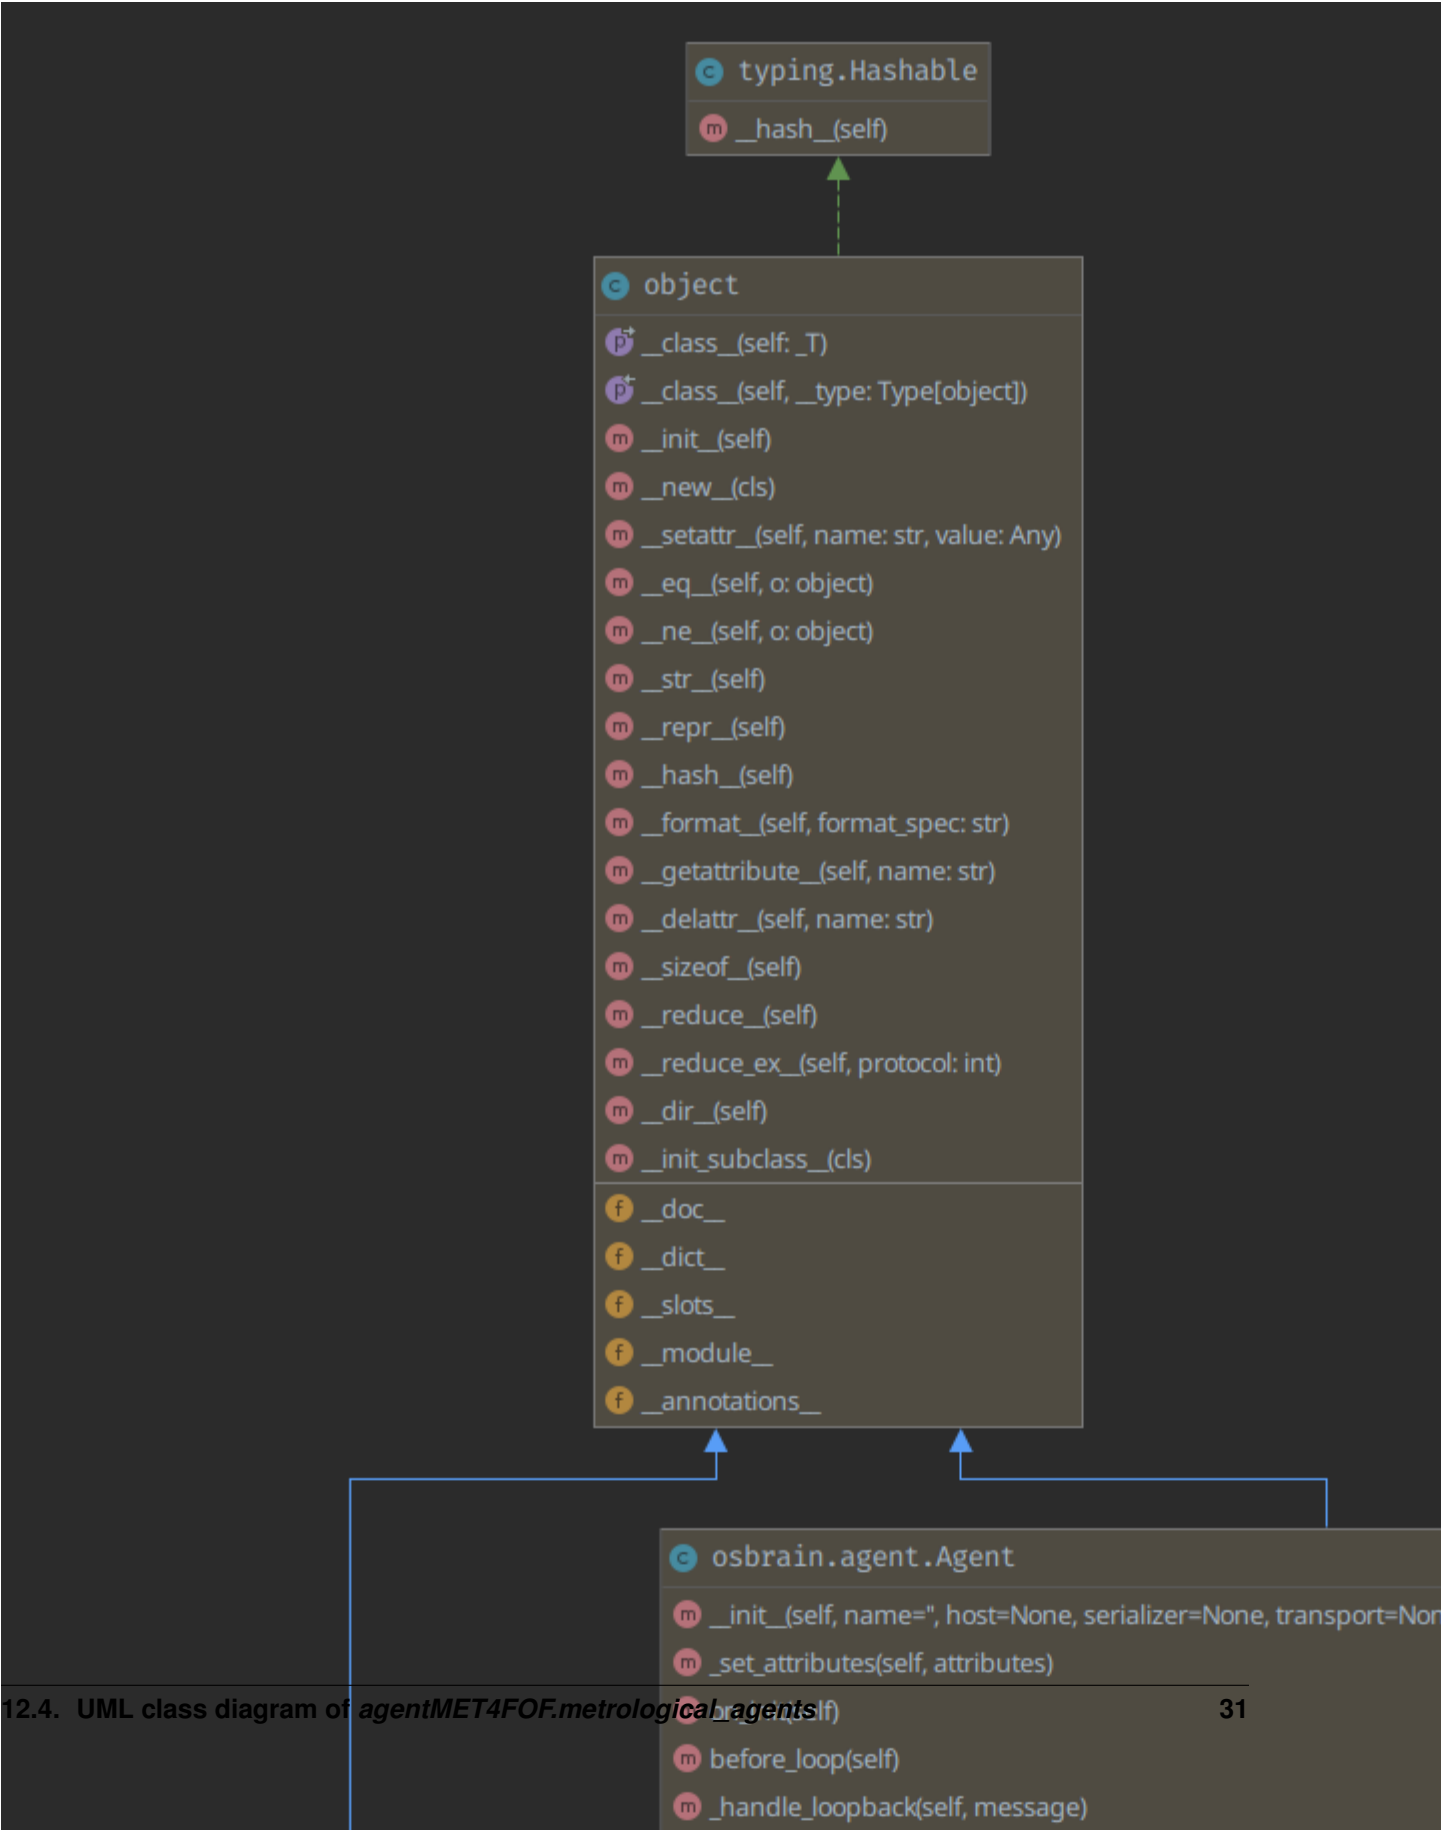 typing.Hashable
__hash__(self)
object
__class__(self: _T)
__class__(self, __type: Type[object])
__init__(self)
__new__(cls)
__setattr__(self, name: str, value: Any)
__eq__(self, o: object)
__ne__(self, o: object)
__str__(self)
__repr__(self)
__hash__(self)
__format__(self, format_spec: str)
__getattribute__(self, name: str)
__delattr__(self, name: str)
__sizeof__(self)
__reduce__(self)
__reduce_ex__(self, protocol: int)
__dir__(self)
__init_subclass__(cls)
__doc__
__dict__
__slots__
__module__
__annotations__
osbrain.agent.Agent
__init__(self, name='', host=None, serializer=None, transport=Non
_set_attributes(self, attributes)
12.4. UML class diagram of agentMET4FOF.metrological_agents 31
on_init(self)
before_loop(self)
_handle_loopback(self, message)